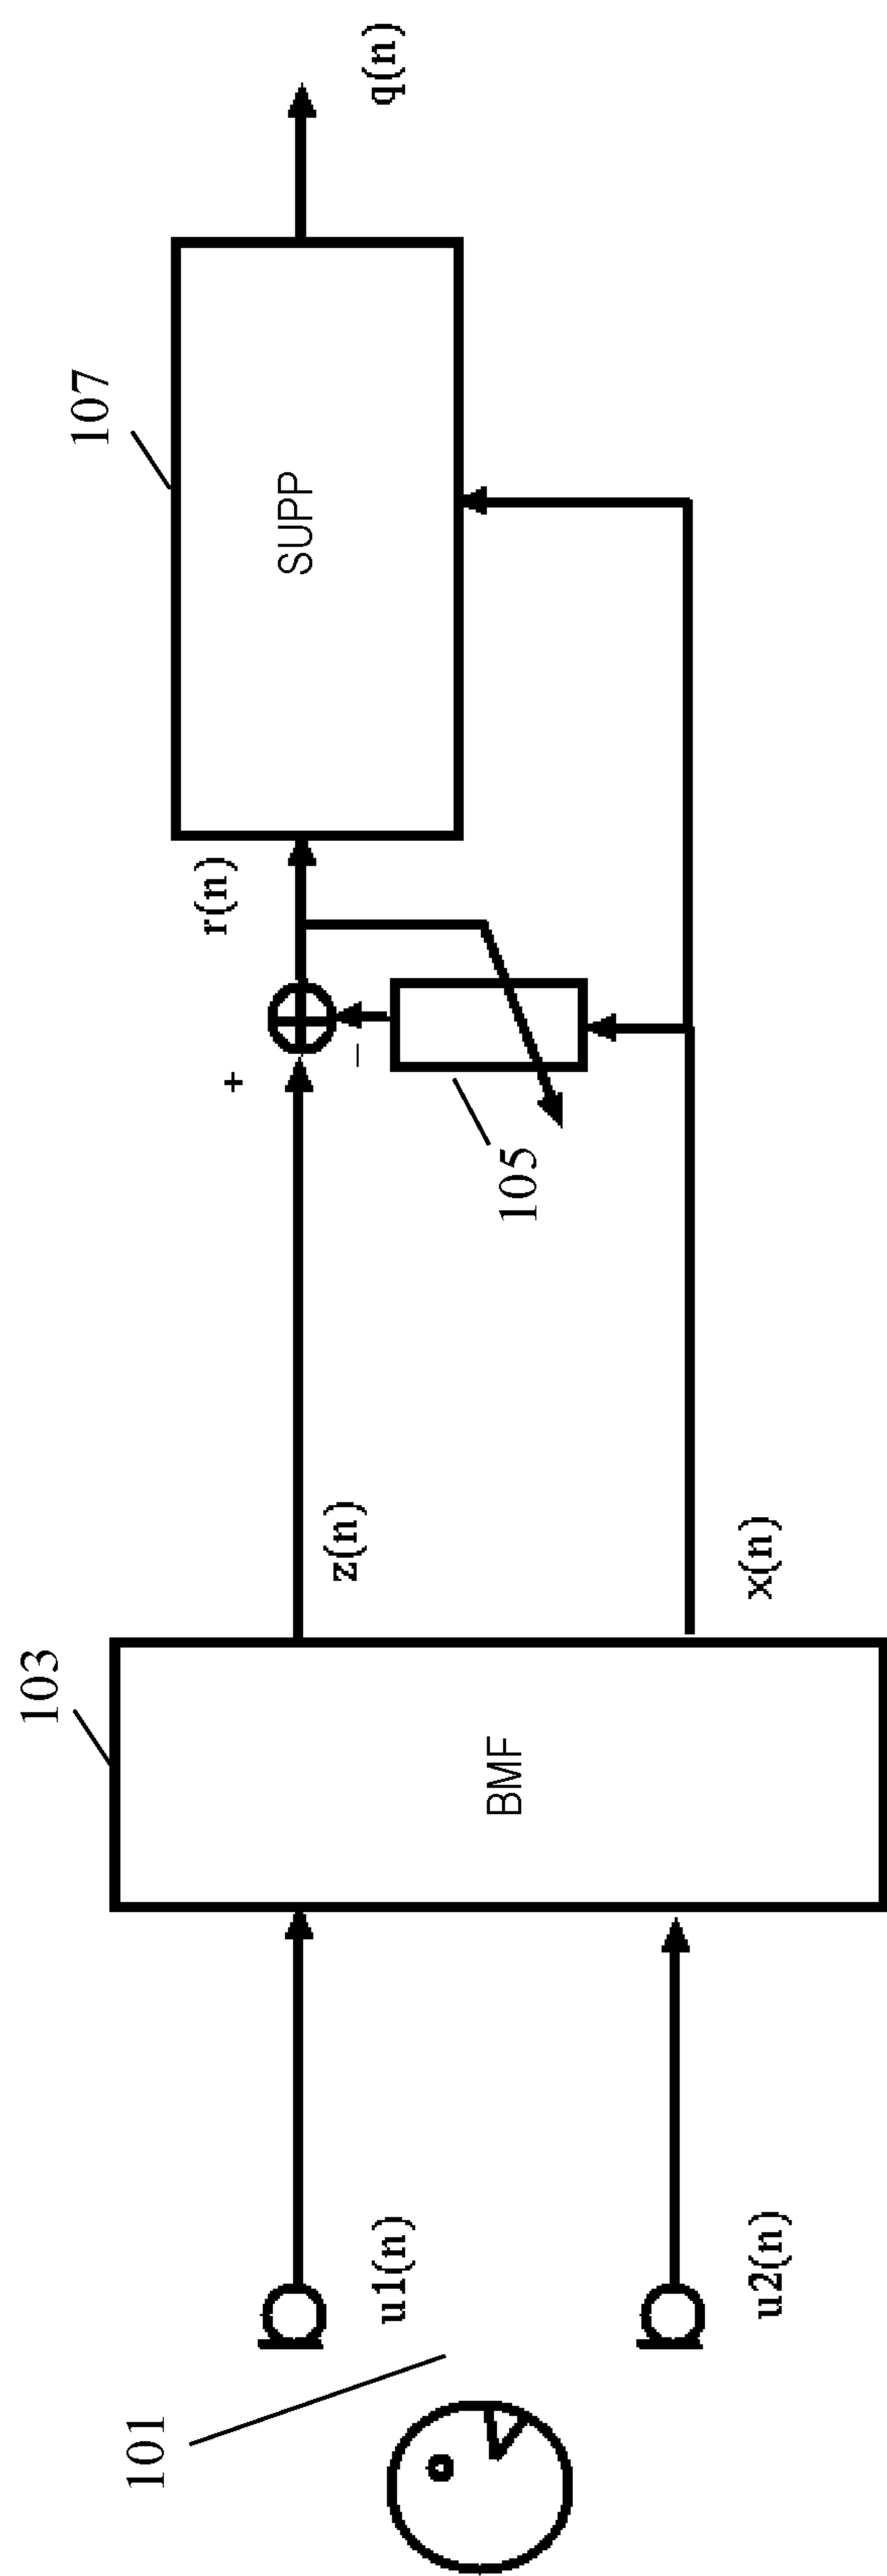 101
u1(n)
u2(n)
103
BMF
z(n)
x(n)
+
−
105
r(n)
107
SUPP
q(n)